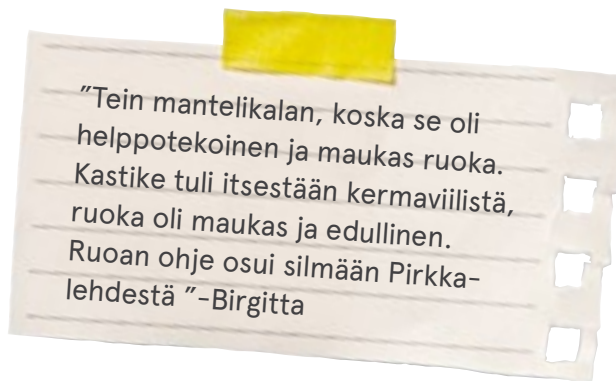 ”Tein mantelikalan, koska se oli
helppotekoinen ja maukas ruoka.
Kastike tuli itsestään kermaviilistä,
ruoka oli maukas ja edullinen.
Ruoan ohje osui silmään Pirkka-
lehdestä ”-Birgitta